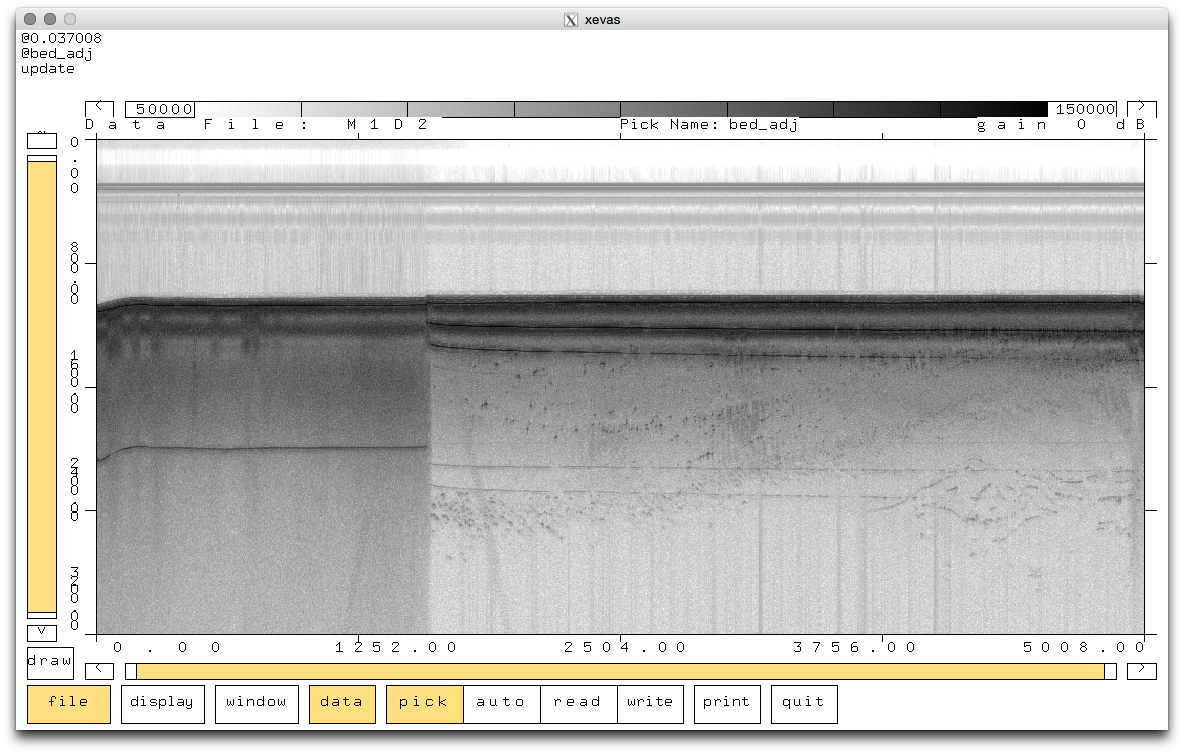 xevas
@0.037008
@bed_adj
update
< 50000 150000 >
Data File: M1D2 Pick Name: bed_adj gain 0 dB
0.00
800.00
1600.00
2400.00
3200.00
0.00 1252.00 2504.00 3756.00 5008.00
draw < >
file display window data pick auto read write print quit